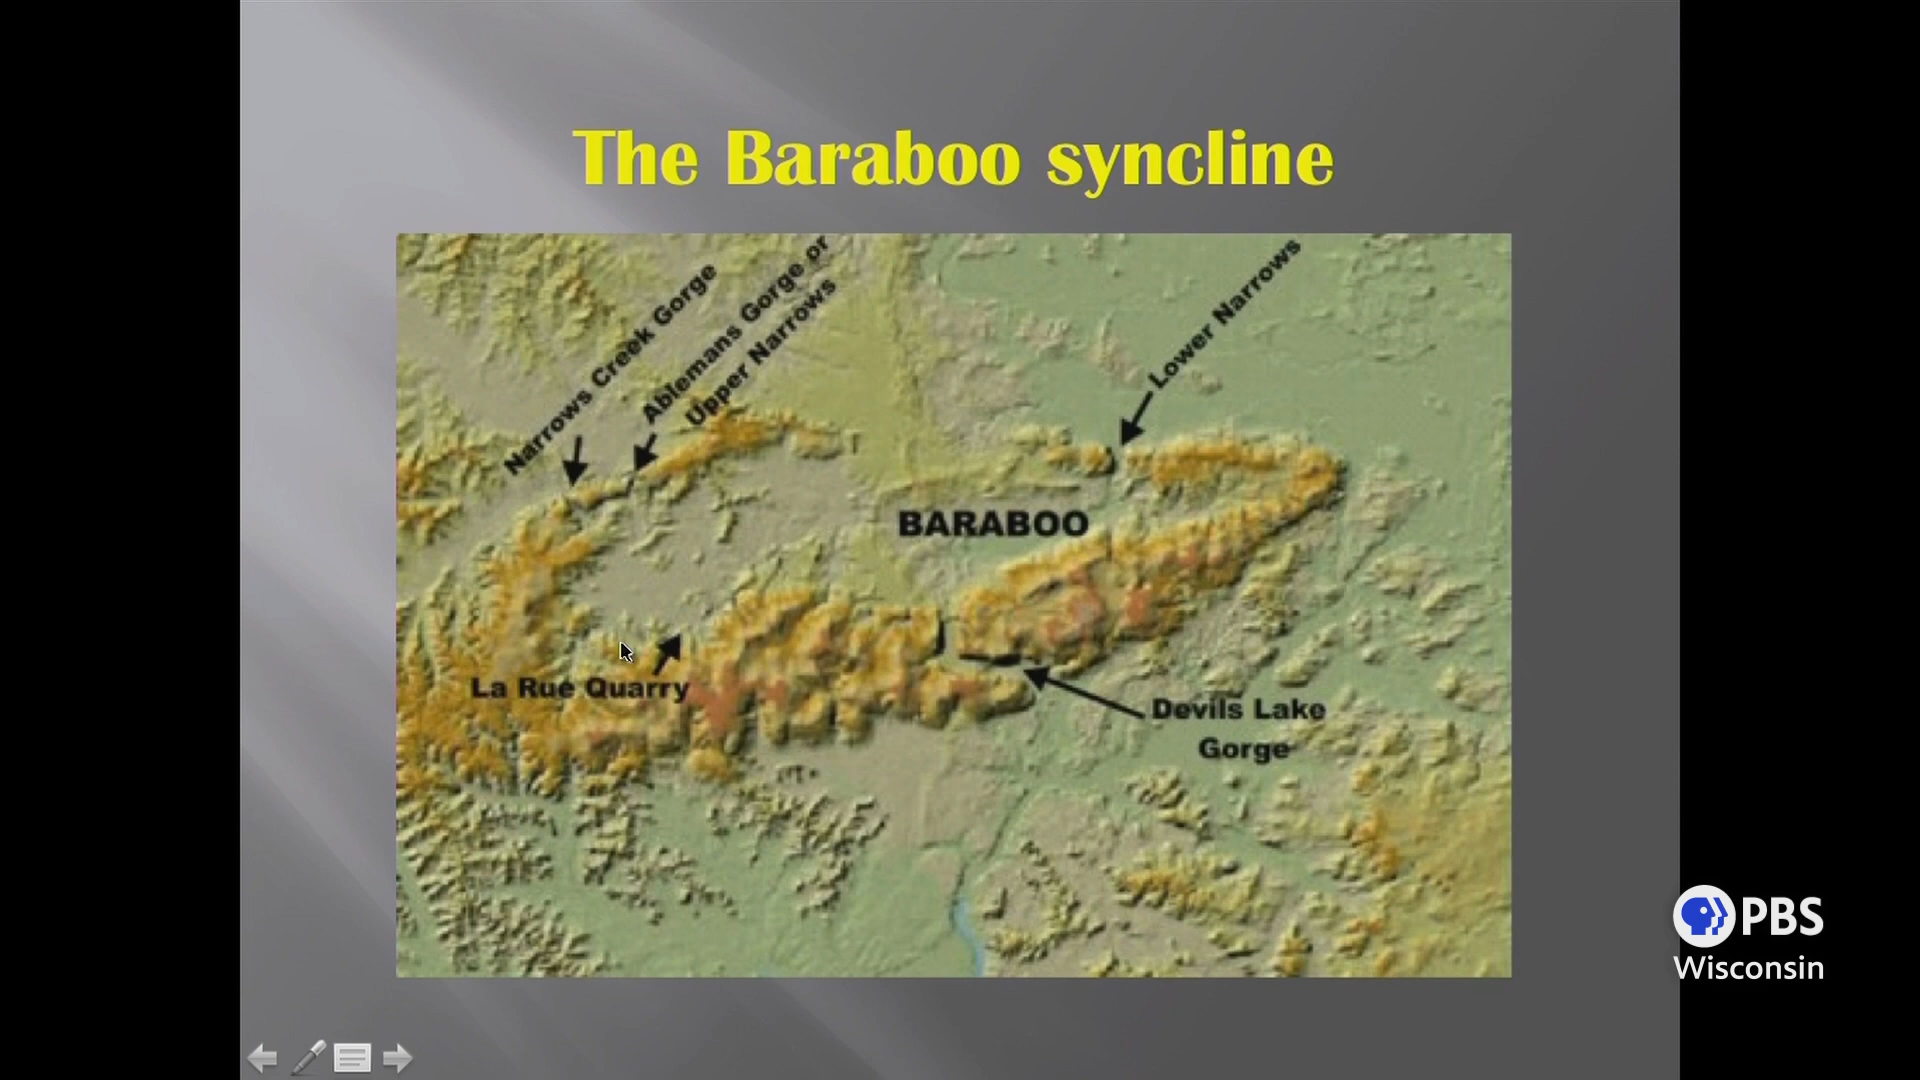 The Baraboo syncline
Narrows Creek Gorge
Ablemans Gorge or
Upper Narrows
Lower Narrows
BARABOO
La Rue Quarry
Devils Lake
Gorge
PBS
Wisconsin